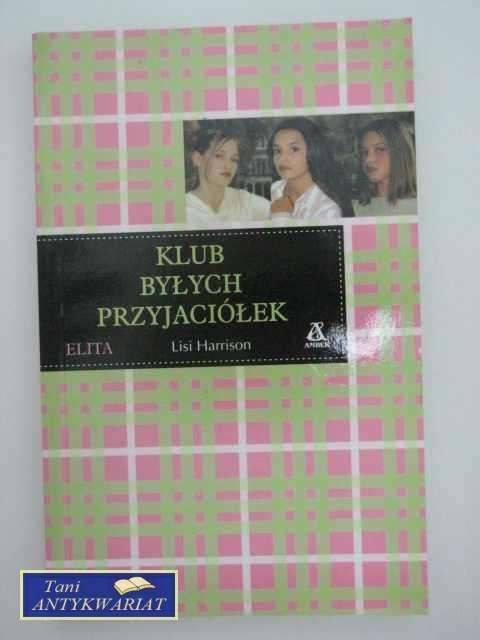 KLUB
BYŁYCH
PRZYJACIÓŁEK
ELITA
Lisi Harrison
AMBER
Tani
ANTYKWARIAT